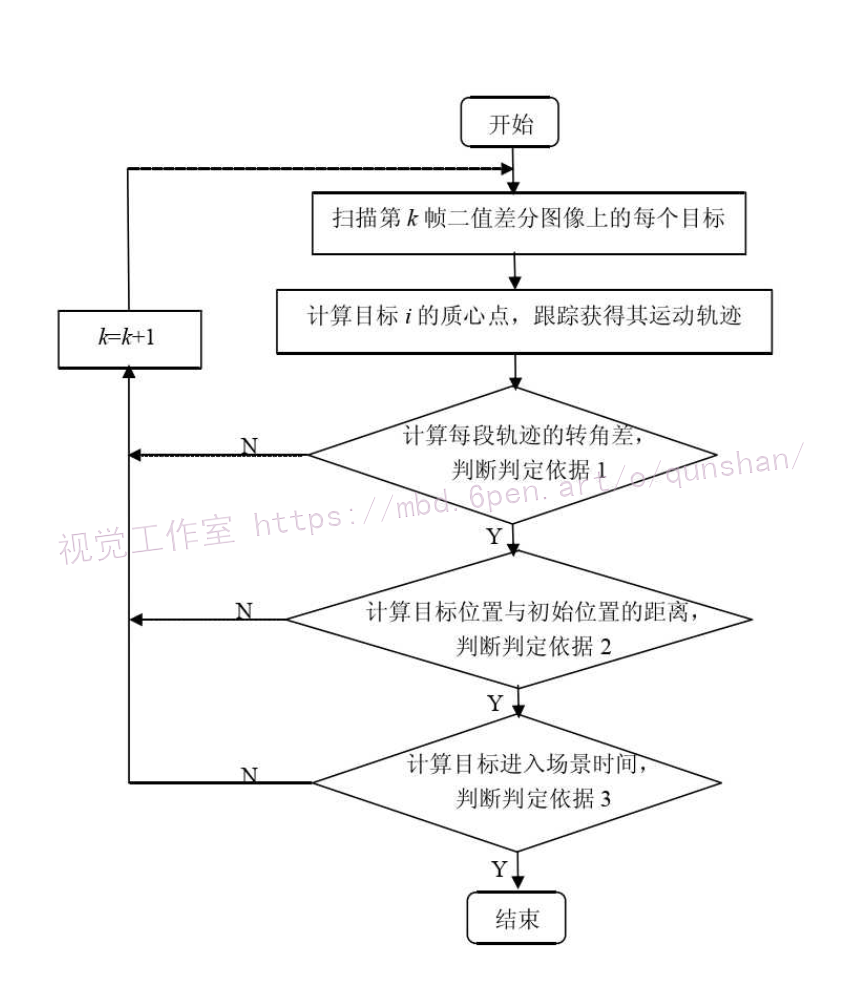 开始
扫描第 k 帧二值差分图像上的每个目标
计算目标 i 的质心点，跟踪获得其运动轨迹
k=k+1
计算每段轨迹的转角差，
判断判定依据 1
N
Y
视觉工作室 https://mbd.6pen.art/o/qunshan/
计算目标位置与初始位置的距离，
判断判定依据 2
N
Y
计算目标进入场景时间，
判断判定依据 3
N
Y
结束